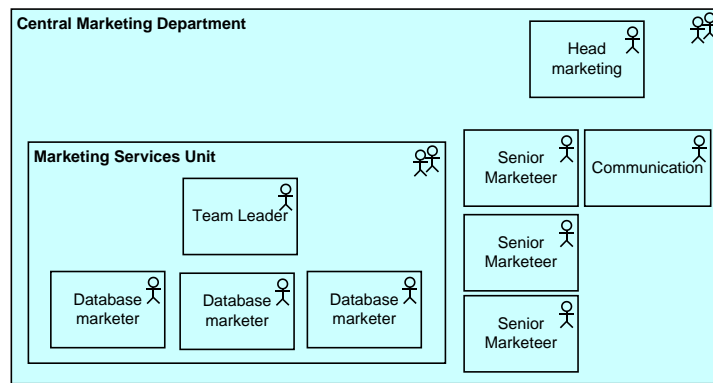 Central Marketing Department
Head
marketing
Marketing Services Unit
Senior
Marketeer
Communication
Team Leader
Senior
Marketeer
Database
marketer
Database
marketer
Database
marketer
Senior
Marketeer